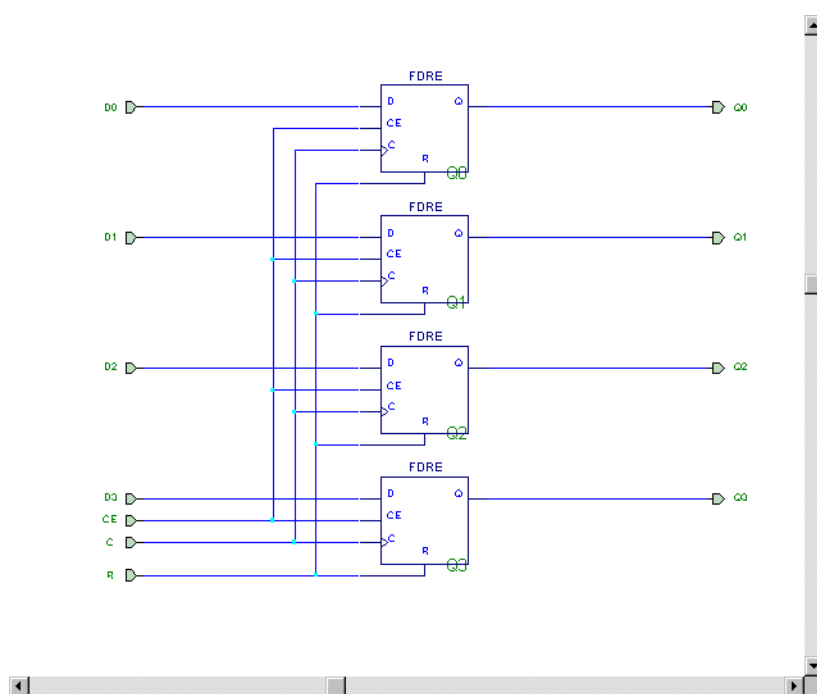 FDRE
D0 D Q Q0
CE
C
R
Q0
FDRE
D1 D Q Q1
CE
C
R
Q1
FDRE
D2 D Q Q2
CE
C
R
Q2
FDRE
D3 D Q Q3
CE CE
C C
R
Q3
R